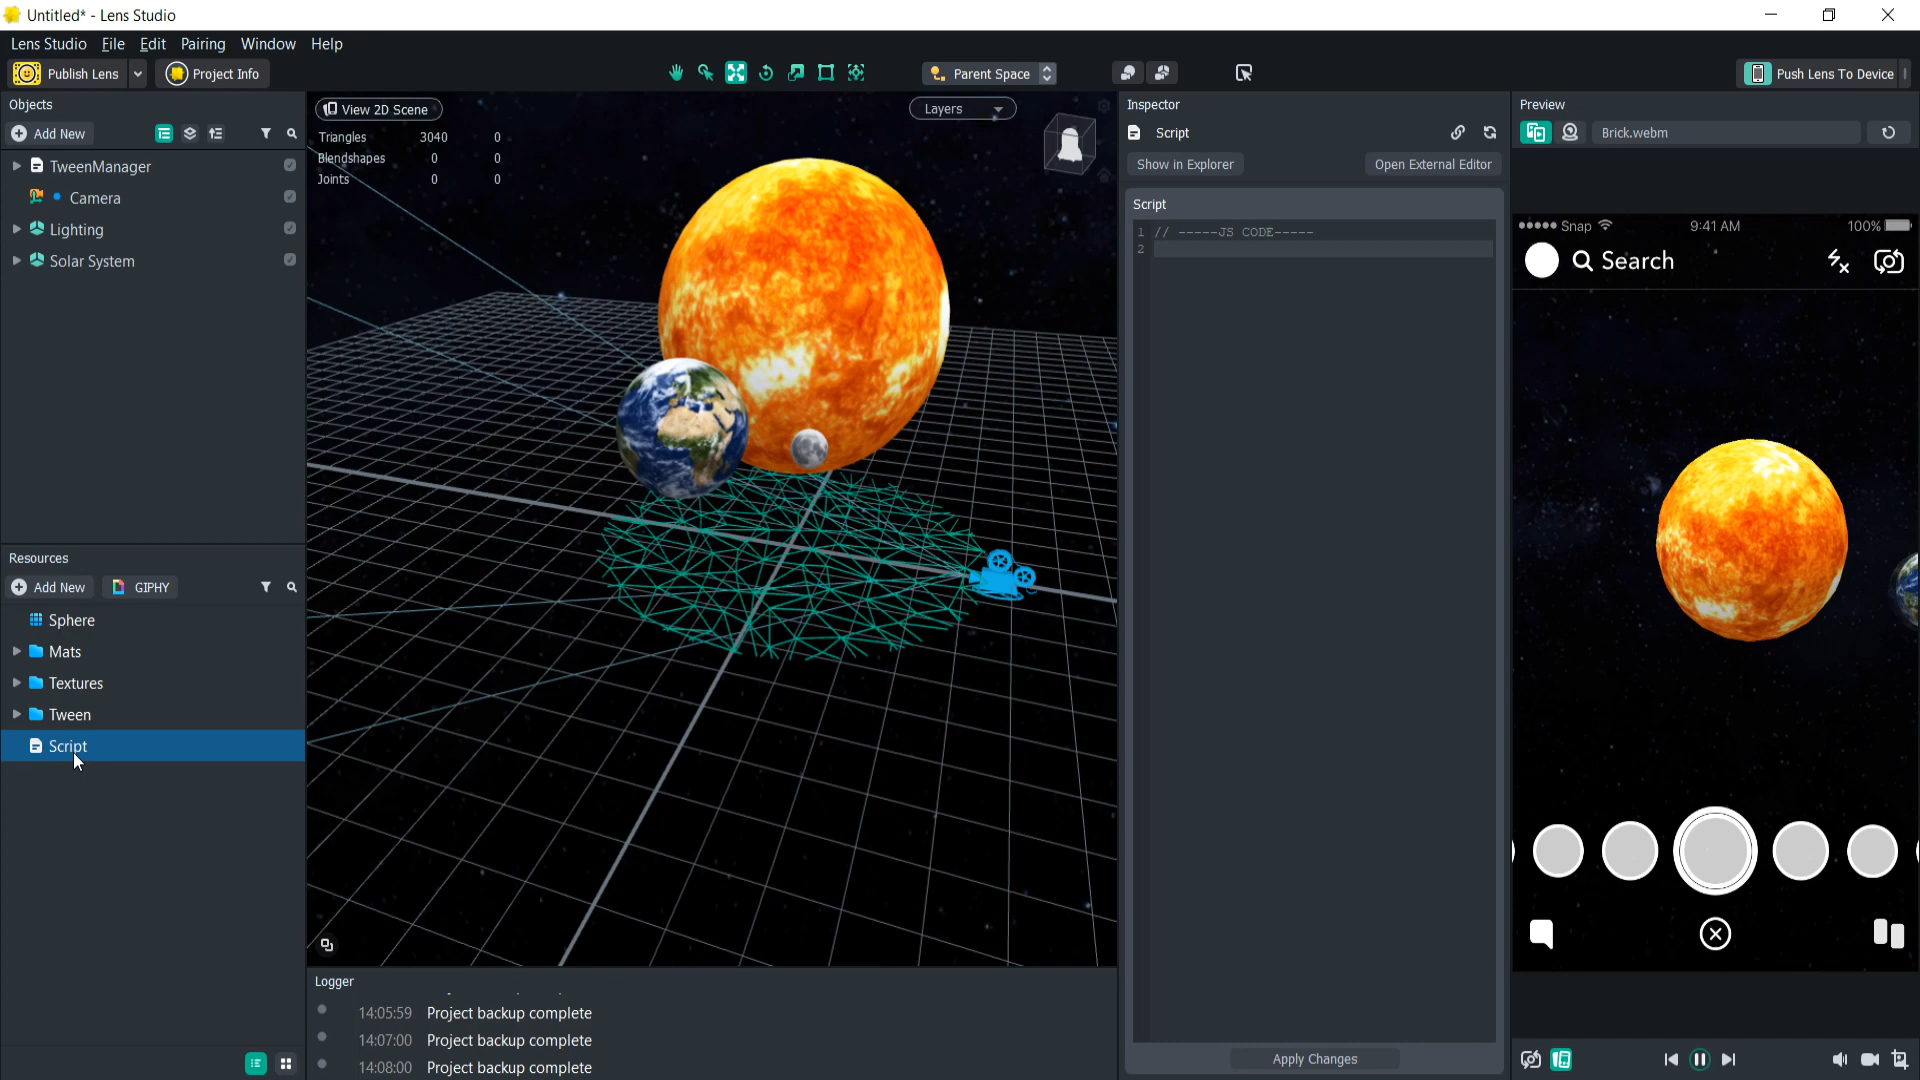 Untitled* - Lens Studio
Lens Studio File Edit Pairing Window Help
Publish Lens Project Info Parent Space Push Lens To Device
Objects
Add New
TweenManager
Camera
Lighting
Solar System
Resources
Add New GIPHY
Sphere
Mats
Textures
Tween
Script
View 2D Scene Layers
Triangles 3040 0
Blendshapes 0 0
Joints 0 0
Logger
14:05:59 Project backup complete
14:07:00 Project backup complete
14:08:00 Project backup complete
Inspector
Script
Show in Explorer Open External Editor
Script
1 // -----JS CODE-----
2
Apply Changes
Preview
Brick.webm
Snap 9:41 AM 100%
Search